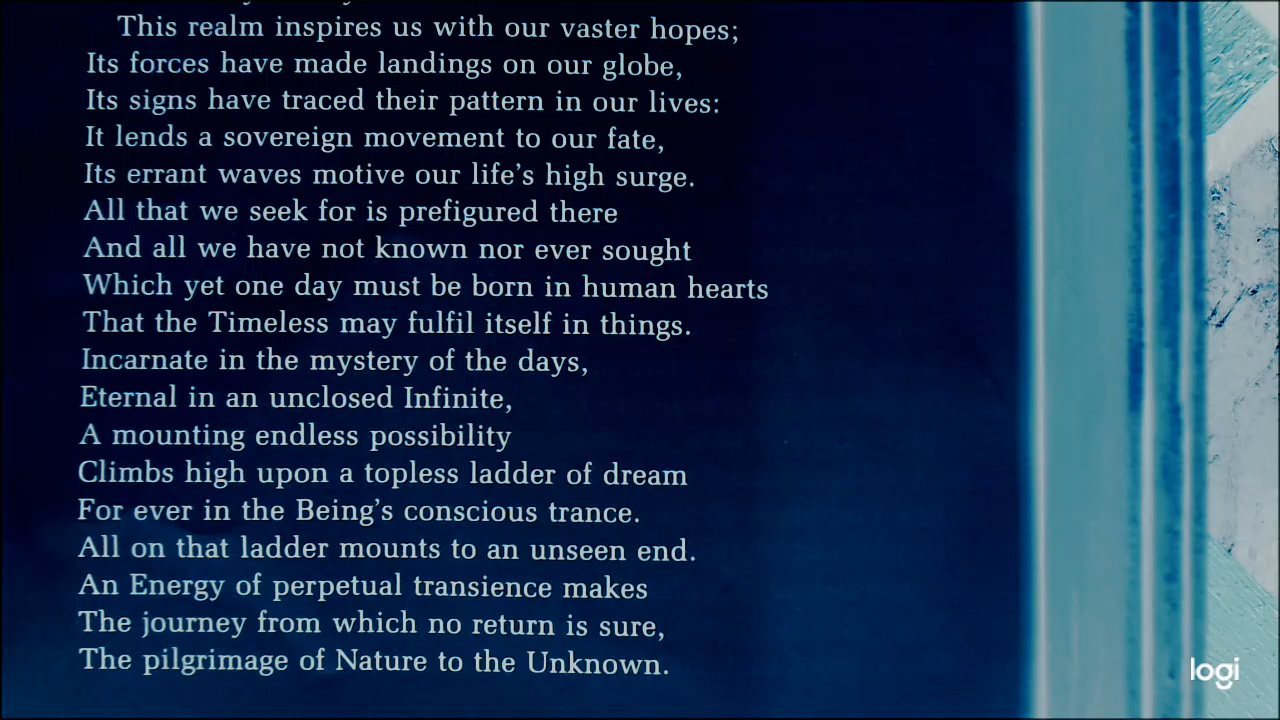 This realm inspires us with our vaster hopes;
Its forces have made landings on our globe,
Its signs have traced their pattern in our lives:
It lends a sovereign movement to our fate,
Its errant waves motive our life’s high surge.
All that we seek for is prefigured there
And all we have not known nor ever sought
Which yet one day must be born in human hearts
That the Timeless may fulfil itself in things.
Incarnate in the mystery of the days,
Eternal in an unclosed Infinite,
A mounting endless possibility
Climbs high upon a topless ladder of dream
For ever in the Being’s conscious trance.
All on that ladder mounts to an unseen end.
An Energy of perpetual transience makes
The journey from which no return is sure,
The pilgrimage of Nature to the Unknown.
logi